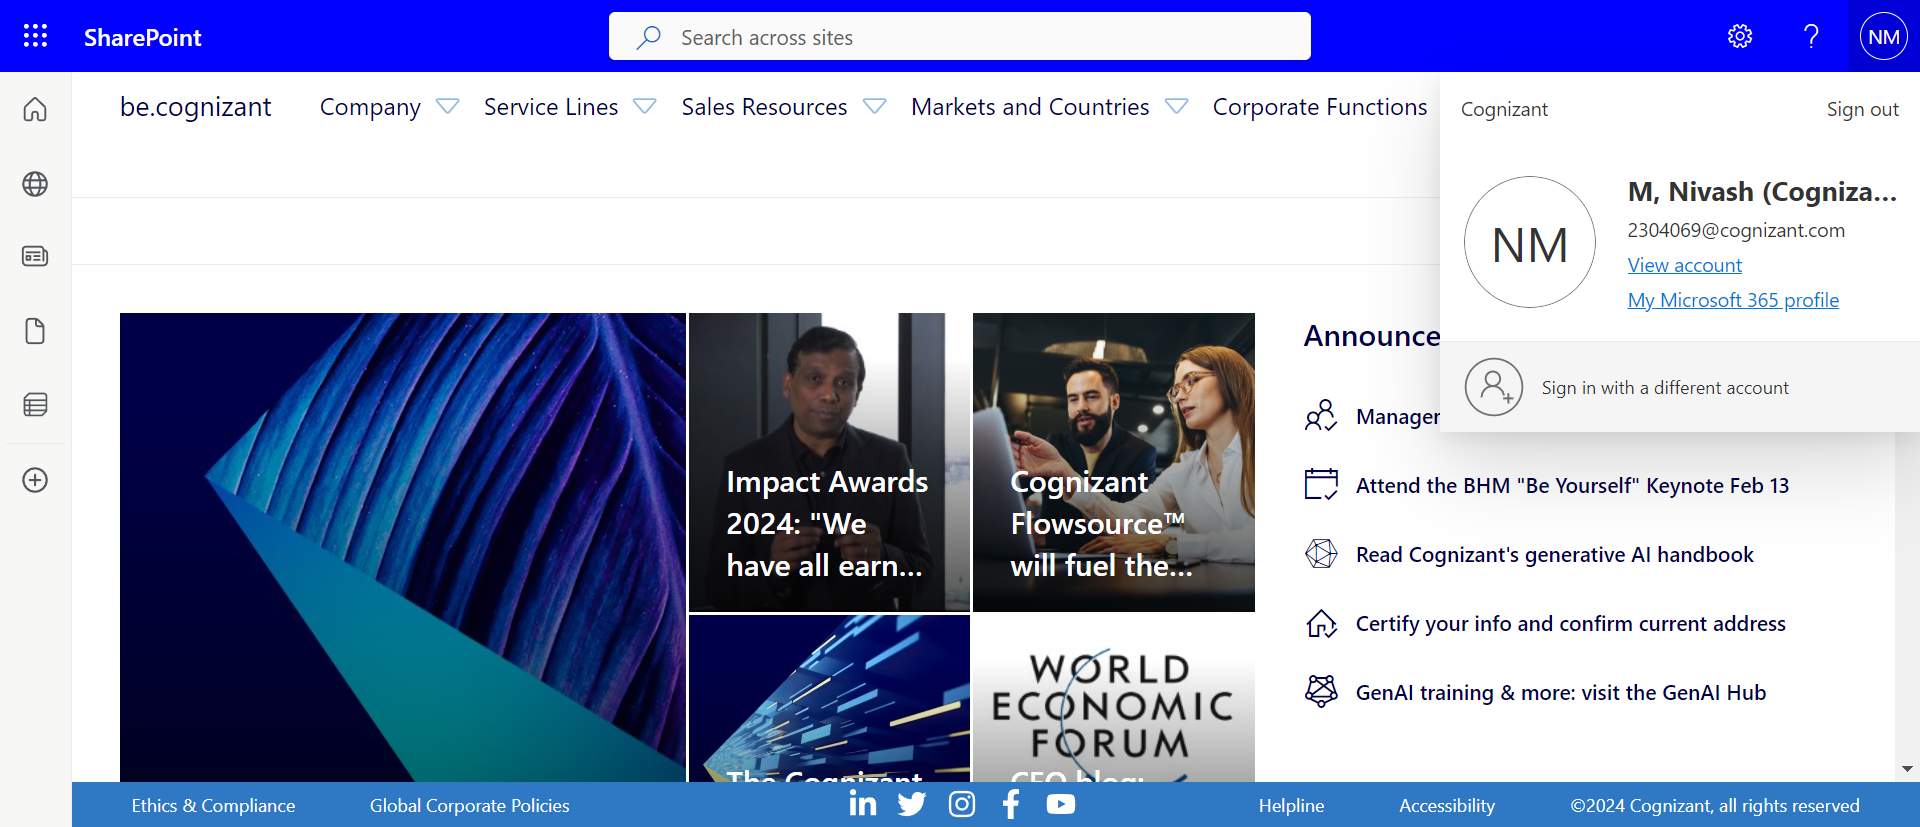 SharePoint
Search across sites
NM
be.cognizant
Company
Service Lines
Sales Resources
Markets and Countries
Corporate Functions
Cognizant
Sign out
NM
M, Nivash (Cogniza...
2304069@cognizant.com
View account
My Microsoft 365 profile
Sign in with a different account
Impact Awards
2024: "We
have all earn...
Cognizant
Flowsource™
will fuel the...
The Cognizant
WORLD
ECONOMIC
FORUM
CEO blog:
Announce
Manager
Attend the BHM "Be Yourself" Keynote Feb 13
Read Cognizant's generative AI handbook
Certify your info and confirm current address
GenAI training & more: visit the GenAI Hub
Ethics & Compliance
Global Corporate Policies
Helpline
Accessibility
©2024 Cognizant, all rights reserved